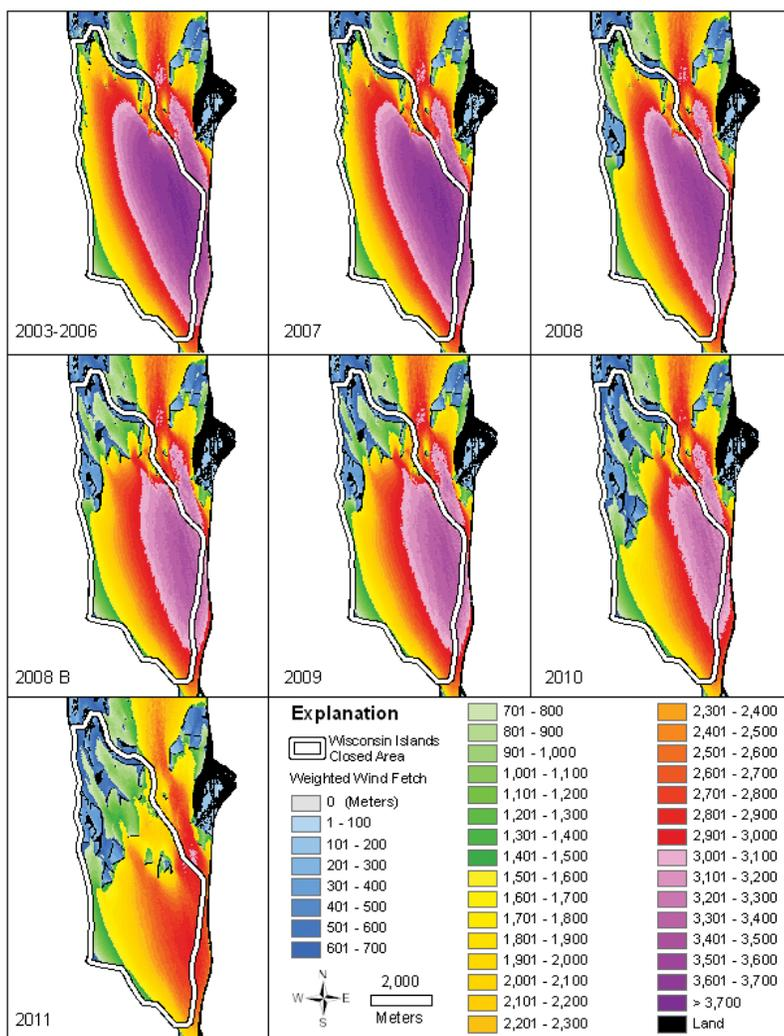 2003-2006
2007
2008
2008 B
2009
2010
2011
Explanation
Wisconsin Islands
Closed Area
Weighted Wind Fetch
0 (Meters)
1 - 100
101 - 200
201 - 300
301 - 400
401 - 500
501 - 600
601 - 700
N
W E
S
2,000
Meters
701 - 800
801 - 900
901 - 1,000
1,001 - 1,100
1,101 - 1,200
1,201 - 1,300
1,301 - 1,400
1,401 - 1,500
1,501 - 1,600
1,601 - 1,700
1,701 - 1,800
1,801 - 1,900
1,901 - 2,000
2,001 - 2,100
2,101 - 2,200
2,201 - 2,300
2,301 - 2,400
2,401 - 2,500
2,501 - 2,600
2,601 - 2,700
2,701 - 2,800
2,801 - 2,900
2,901 - 3,000
3,001 - 3,100
3,101 - 3,200
3,201 - 3,300
3,301 - 3,400
3,401 - 3,500
3,501 - 3,600
3,601 - 3,700
> 3,700
Land